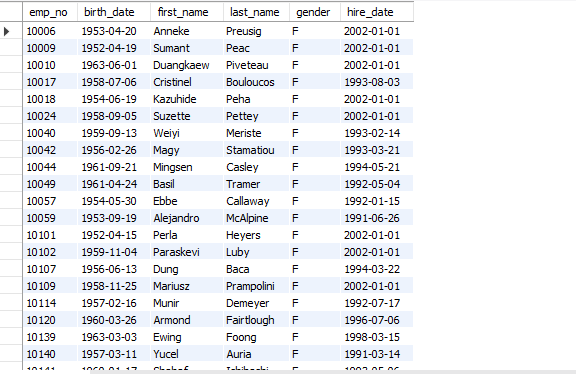 emp_no birth_date first_name last_name gender hire_date
10006 1953-04-20 Anneke Preusig F 2002-01-01
10009 1952-04-19 Sumant Peac F 2002-01-01
10010 1963-06-01 Duangkaew Piveteau F 2002-01-01
10017 1958-07-06 Cristinel Bouloucos F 1993-08-03
10018 1954-06-19 Kazuhide Peha F 2002-01-01
10024 1958-09-05 Suzette Pettey F 2002-01-01
10040 1959-09-13 Weiyi Meriste F 1993-02-14
10042 1956-02-26 Magy Stamatiou F 1993-03-21
10044 1961-09-21 Mingsen Casley F 1994-05-21
10049 1961-04-24 Basil Tramer F 1992-05-04
10057 1954-05-30 Ebbe Callaway F 1992-01-15
10059 1953-09-19 Alejandro McAlpine F 1991-06-26
10101 1952-04-15 Perla Heyers F 2002-01-01
10102 1959-11-04 Paraskevi Luby F 2002-01-01
10107 1956-06-13 Dung Baca F 1994-03-22
10109 1958-11-25 Mariusz Prampolini F 2002-01-01
10114 1957-02-16 Munir Demeyer F 1992-07-17
10120 1960-03-26 Armond Fairtlough F 1996-07-06
10139 1963-03-03 Ewing Foong F 1998-03-15
10140 1957-03-11 Yucel Auria F 1991-03-14